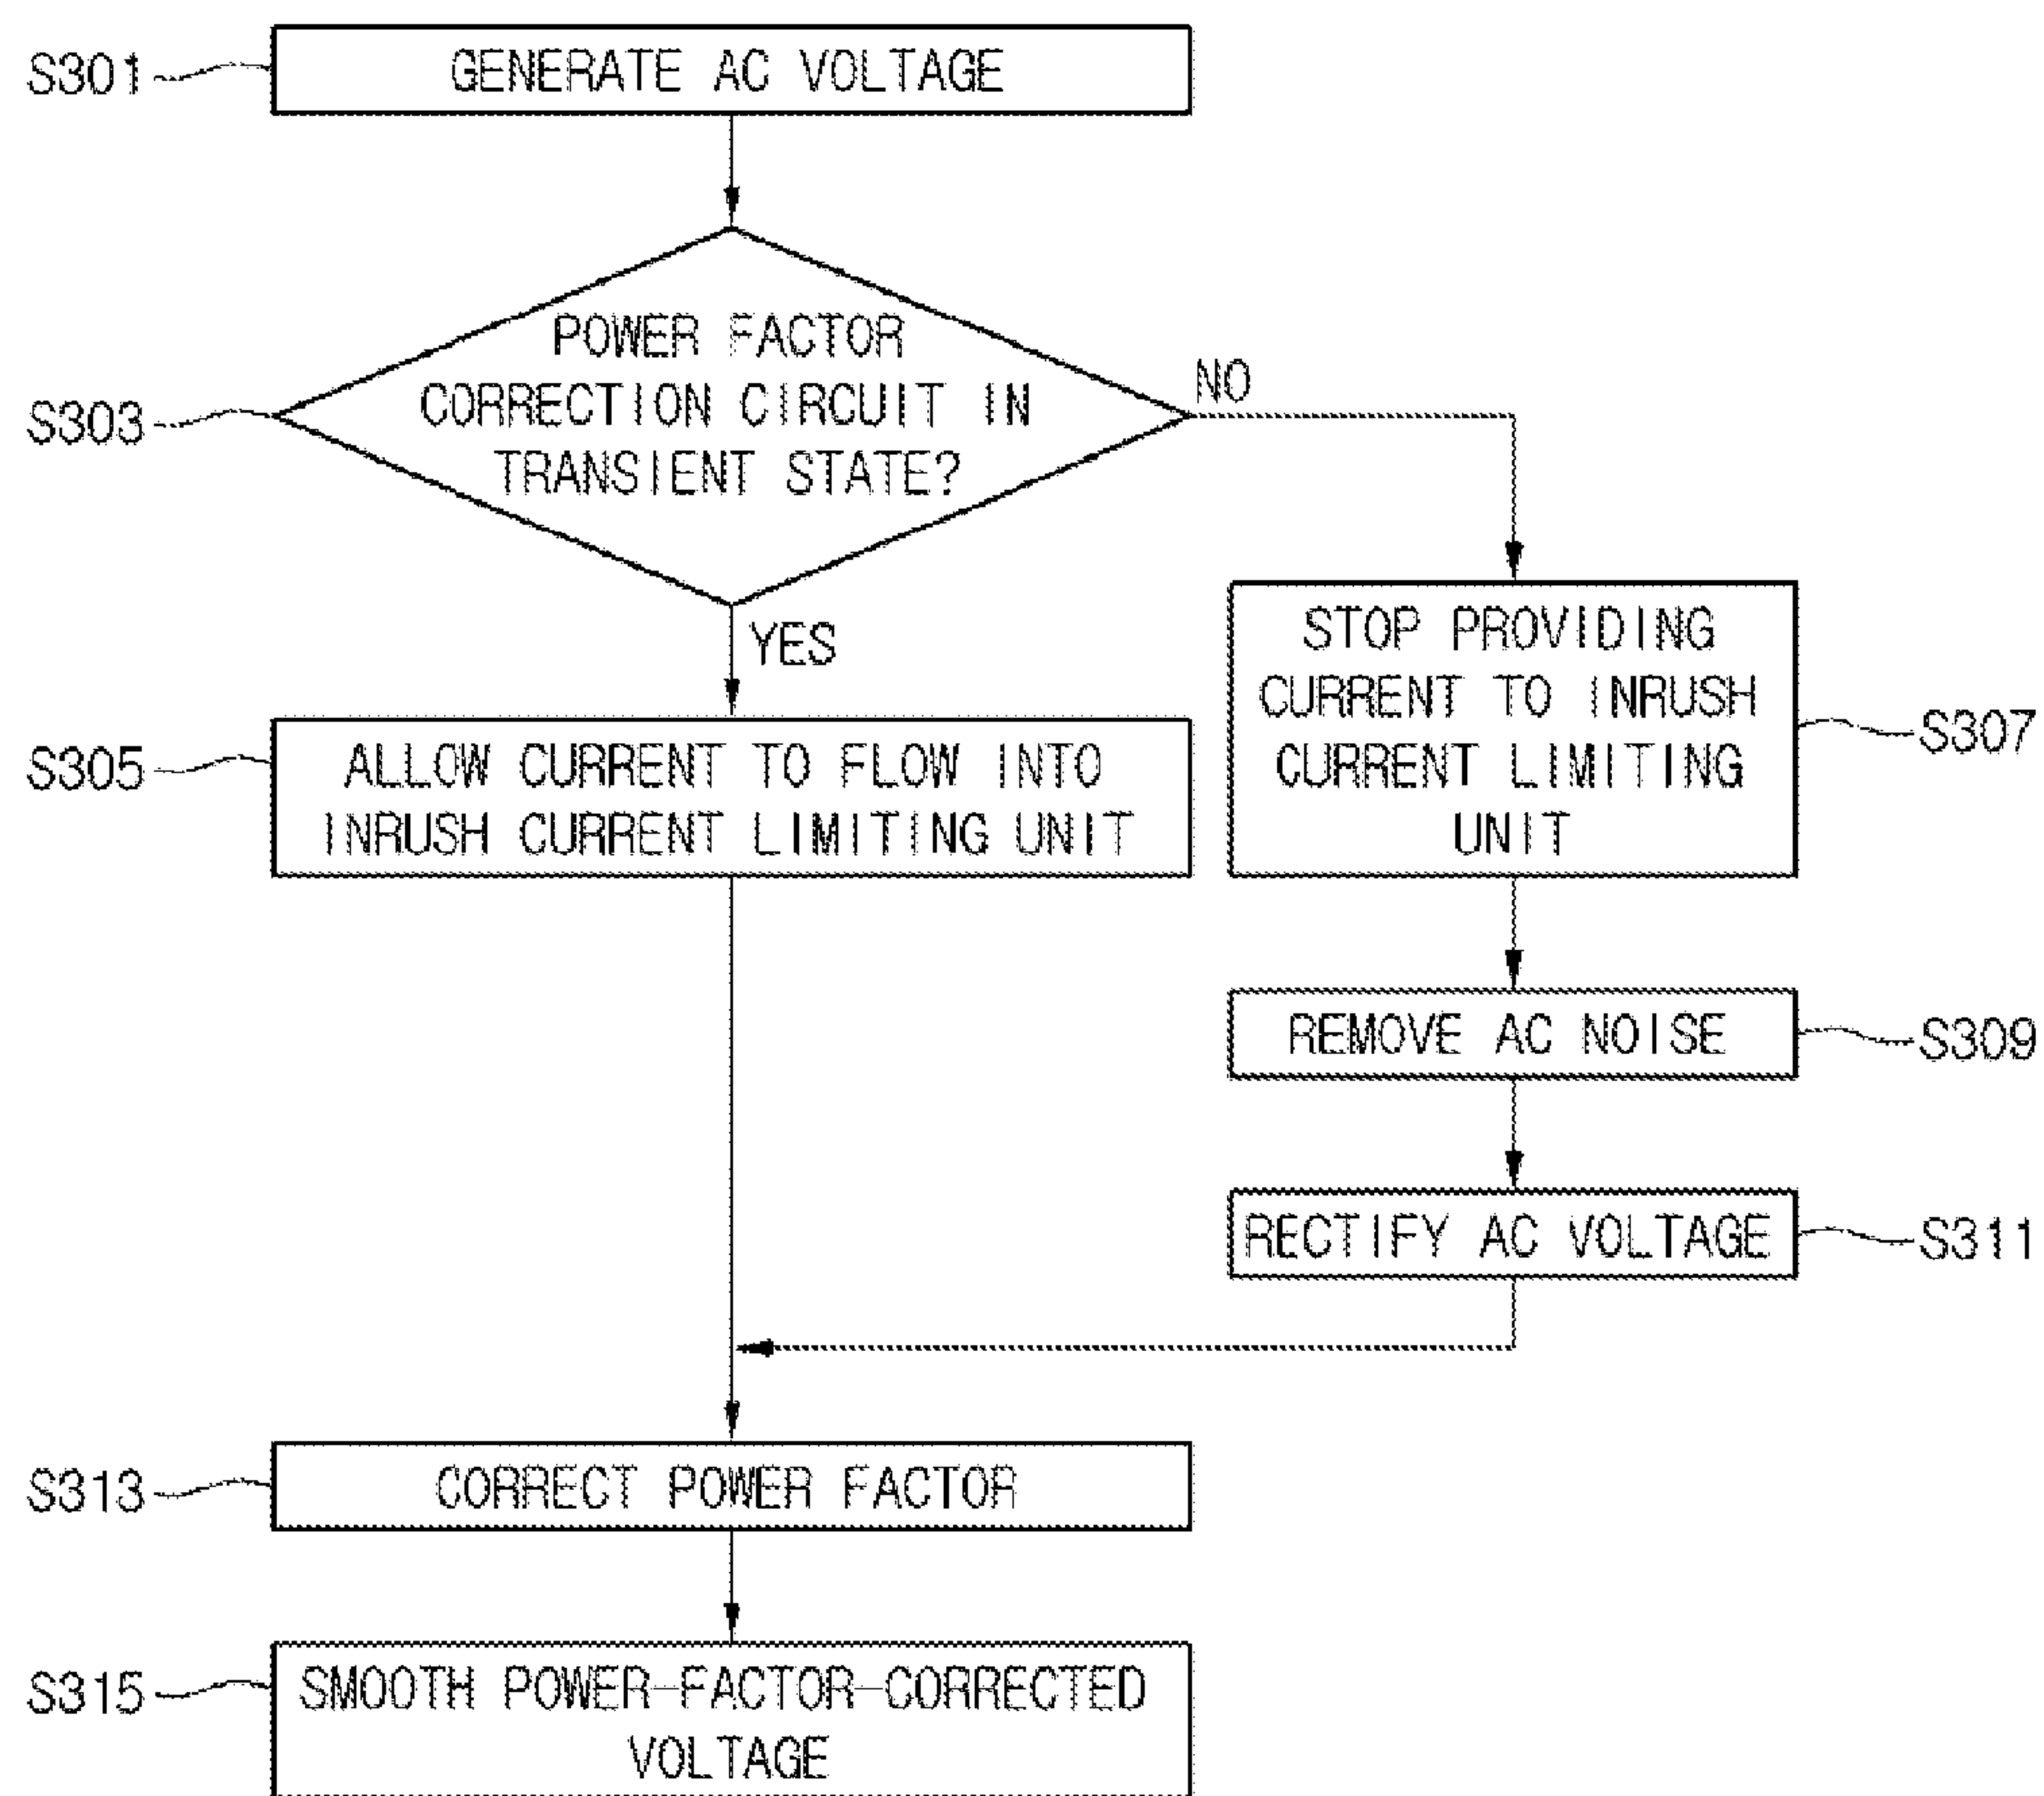 S301
GENERATE AC VOLTAGE
S303
POWER FACTOR
CORRECTION CIRCUIT IN
TRANSIENT STATE?
NO
YES
S305
ALLOW CURRENT TO FLOW INTO
INRUSH CURRENT LIMITING UNIT
STOP PROVIDING
CURRENT TO INRUSH
CURRENT LIMITING
UNIT
S307
REMOVE AC NOISE
S309
RECTIFY AC VOLTAGE
S311
S313
CORRECT POWER FACTOR
S315
SMOOTH POWER-FACTOR-CORRECTED
VOLTAGE